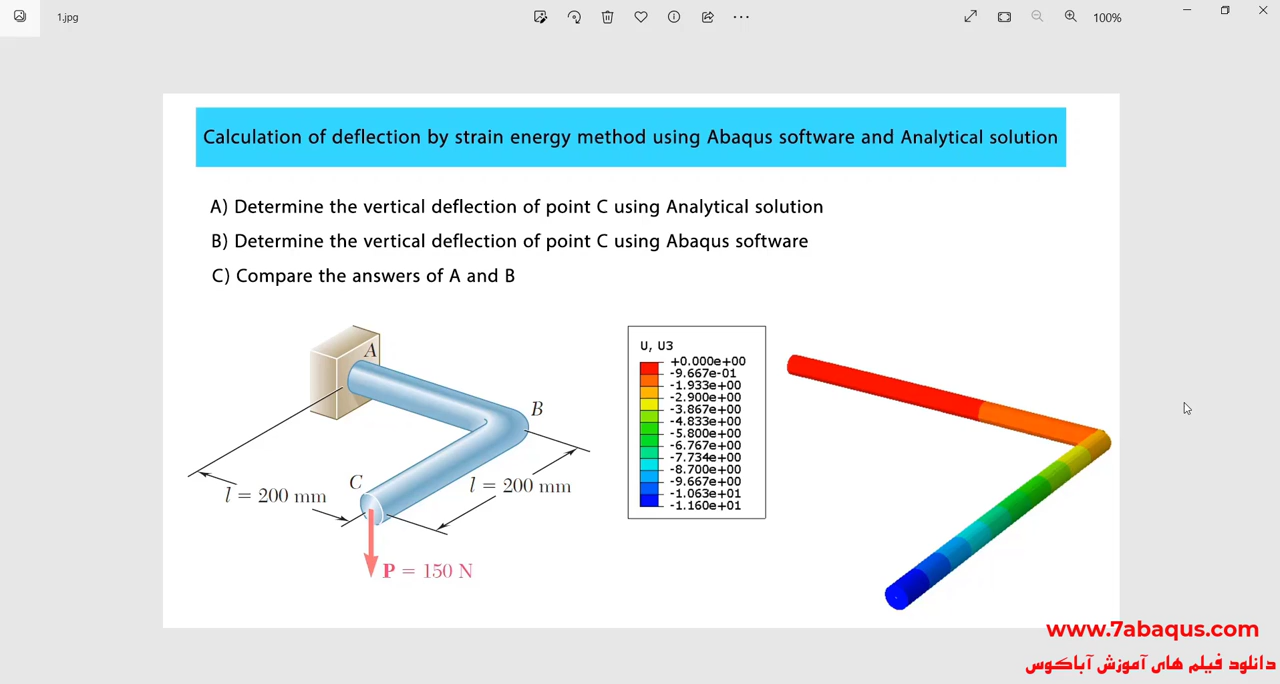 1.jpg
100%
Calculation of deflection by strain energy method using Abaqus software and Analytical solution
A) Determine the vertical deflection of point C using Analytical solution
B) Determine the vertical deflection of point C using Abaqus software
C) Compare the answers of A and B
A
B
C
l = 200 mm
l = 200 mm
P = 150 N
U, U3
+0.000e+00
-9.667e-01
-1.933e+00
-2.900e+00
-3.867e+00
-4.833e+00
-5.800e+00
-6.767e+00
-7.734e+00
-8.700e+00
-9.667e+00
-1.063e+01
-1.160e+01
www.7abaqus.com
دانلود فیلم های آموزش آباکوس